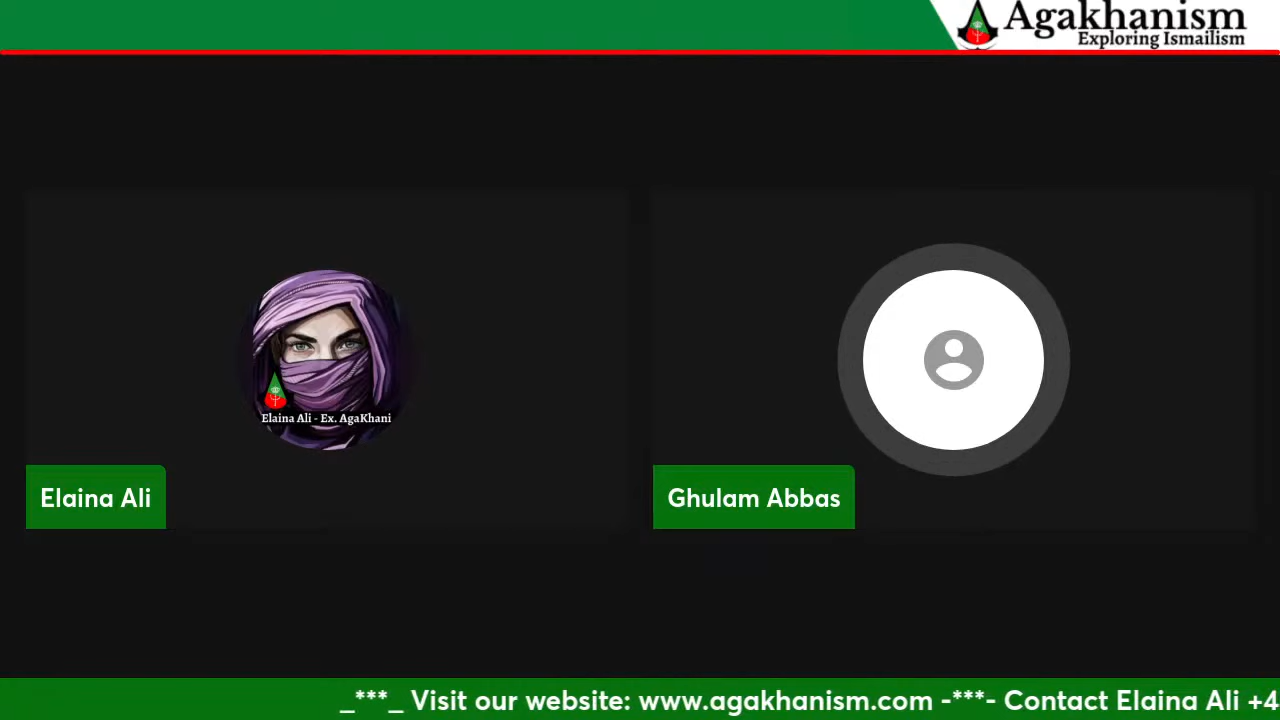 Agakhanism
Exploring Ismailism
Elaina Ali - Ex. AgaKhani
Elaina Ali
Ghulam Abbas
_***_ Visit our website: www.agakhanism.com -***- Contact Elaina Ali +4